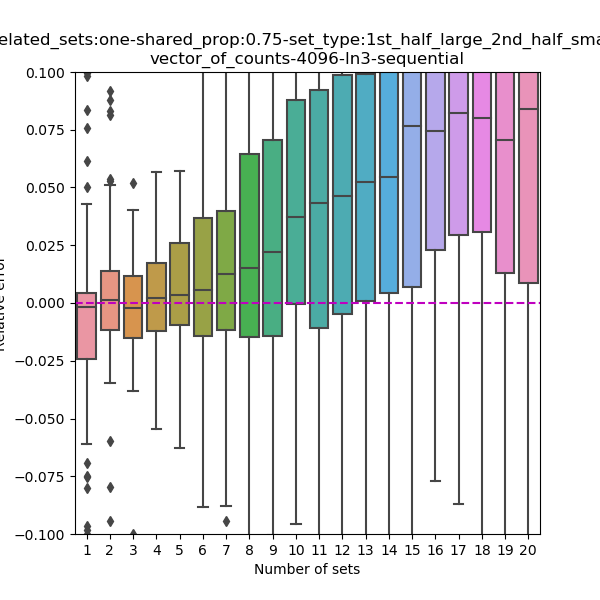 elated_sets:one-shared_prop:0.75-set_type:1st_half_large_2nd_half_sma
vector_of_counts-4096-ln3-sequential
0.100
0.075
0.050
0.025
0.000
−0.025
−0.050
−0.075
−0.100
Relative error
1 2 3 4 5 6 7 8 9 10 11 12 13 14 15 16 17 18 19 20
Number of sets